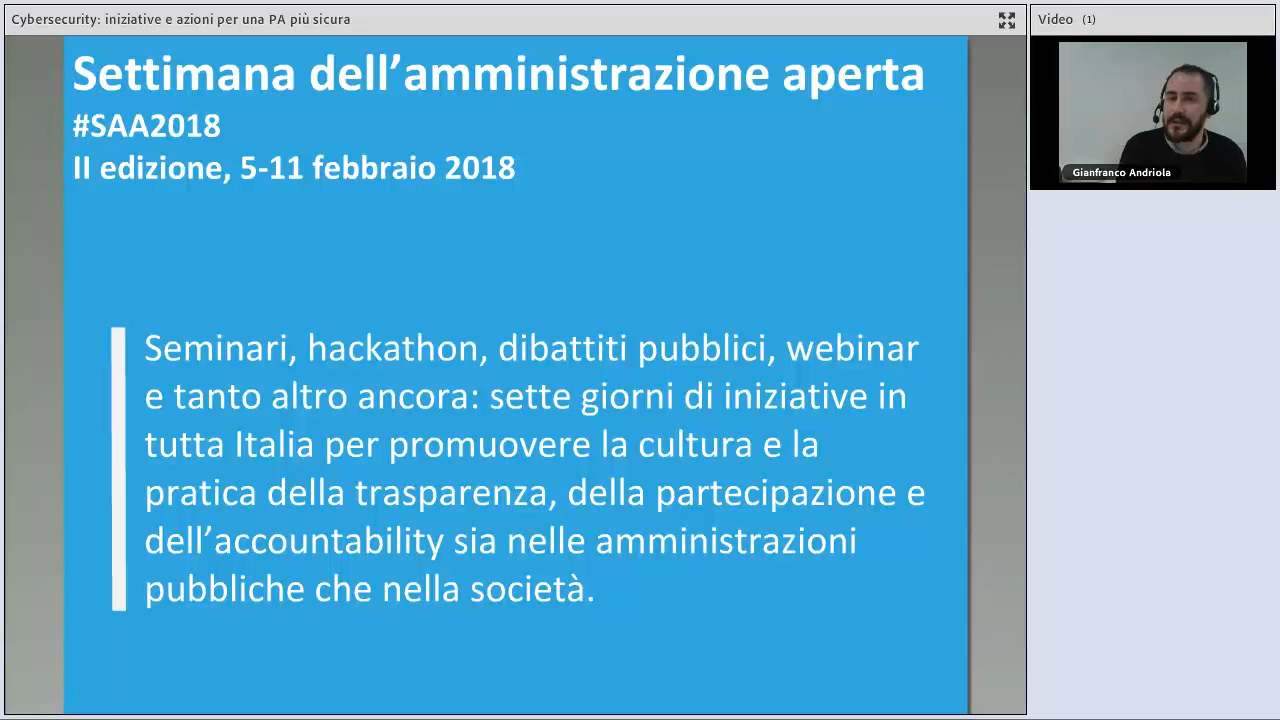 Cybersecurity: iniziative e azioni per una PA più sicura
Video (1)
Settimana dell’amministrazione aperta
#SAA2018
II edizione, 5-11 febbraio 2018
Seminari, hackathon, dibattiti pubblici, webinar
e tanto altro ancora: sette giorni di iniziative in
tutta Italia per promuovere la cultura e la
pratica della trasparenza, della partecipazione e
dell’accountability sia nelle amministrazioni
pubbliche che nella società.
Gianfranco Andriola